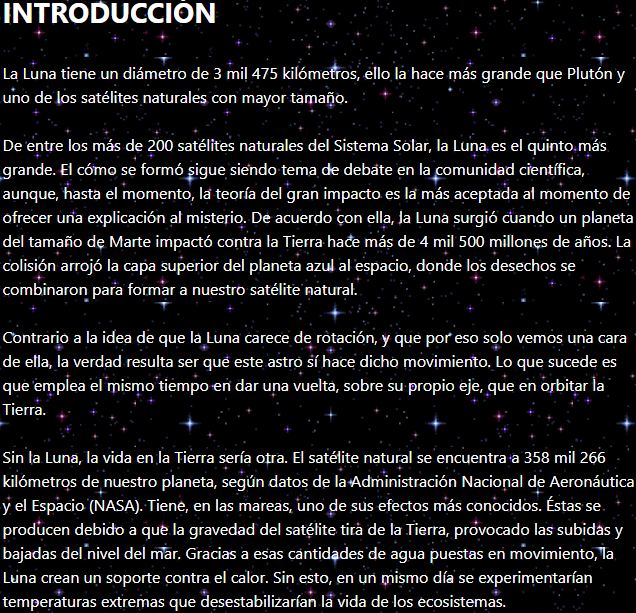 INTRODUCCIÓN
La Luna tiene un diámetro de 3 mil 475 kilómetros, ello la hace más grande que Plutón y
uno de los satélites naturales con mayor tamaño.
De entre los más de 200 satélites naturales del Sistema Solar, la Luna es el quinto más
grande. El cómo se formó sigue siendo tema de debate en la comunidad científica,
aunque, hasta el momento, la teoría del gran impacto es la más aceptada al momento de
ofrecer una explicación al misterio. De acuerdo con ella, la Luna surgió cuando un planeta
del tamaño de Marte impactó contra la Tierra hace más de 4 mil 500 millones de años. La
colisión arrojó la capa superior del planeta azul al espacio, donde los desechos se
combinaron para formar a nuestro satélite natural.
Contrario a la idea de que la Luna carece de rotación, y que por eso solo vemos una cara
de ella, la verdad resulta ser que este astro sí hace dicho movimiento. Lo que sucede es
que emplea el mismo tiempo en dar una vuelta, sobre su propio eje, que en orbitar la
Tierra.
Sin la Luna, la vida en la Tierra sería otra. El satélite natural se encuentra a 358 mil 266
kilómetros de nuestro planeta, según datos de la Administración Nacional de Aeronáutica
y el Espacio (NASA). Tiene, en las mareas, uno de sus efectos más conocidos. Éstas se
producen debido a que la gravedad del satélite tira de la Tierra, provocado las subidas y
bajadas del nivel del mar. Gracias a esas cantidades de agua puestas en movimiento, la
Luna crean un soporte contra el calor. Sin esto, en un mismo día se experimentarían
temperaturas extremas que desestabilizarían la vida de los ecosistemas.